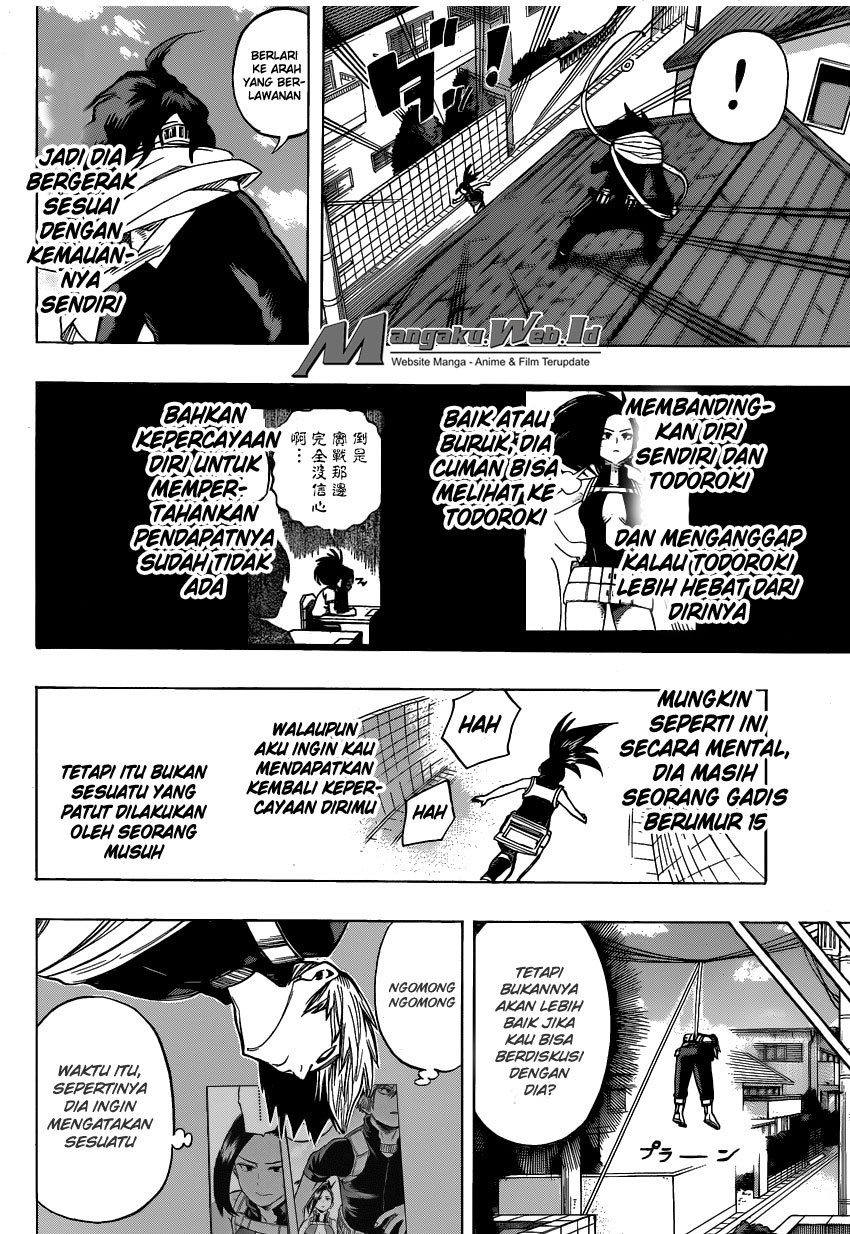 !
ダッ!
BERLARI
KE ARAH
YANG BER-
LAWANAN
JADI DIA
BERGERAK
SESUAI
DENGAN
KEMAUAN-
NYA
SENDIRI
Mangaku.Web.Id
Website Manga - Anime & Film Terupdate
MEMBANDING-
KAN DIRI
SENDIRI DAN
TODOROKI
DAN MENGANGGAP
KALAU TODOROKI
LEBIH HEBAT DARI
DIRINYA
BAIK ATAU
BURUK, DIA
CUMAN BISA
MELIHAT KE
TODOROKI
倒是
實戰那邊
完全沒信心
啊…
BAHKAN
KEPERCAYAAN
DIRI UNTUK
MEMPER-
TAHANKAN
PENDAPATNYA
SUDAH TIDAK
ADA
MUNGKIN
SEPERTI INI
SECARA MENTAL,
DIA MASIH
SEORANG GADIS
BERUMUR 15
HAH
HAH
WALAUPUN
AKU INGIN KAU
MENDAPATKAN
KEMBALI KEPER-
CAYAAN DIRIMU
TETAPI ITU BUKAN
SESUATU YANG
PATUT DILAKUKAN
OLEH SEORANG
MUSUH
TETAPI
BUKANNYA
AKAN LEBIH
BAIK JIKA
KAU BISA
BERDISKUSI
DENGAN
DIA?
プラーン
NGOMONG
NGOMONG
WAKTU ITU,
SEPERTINYA
DIA INGIN
MENGATAKAN
SESUATU